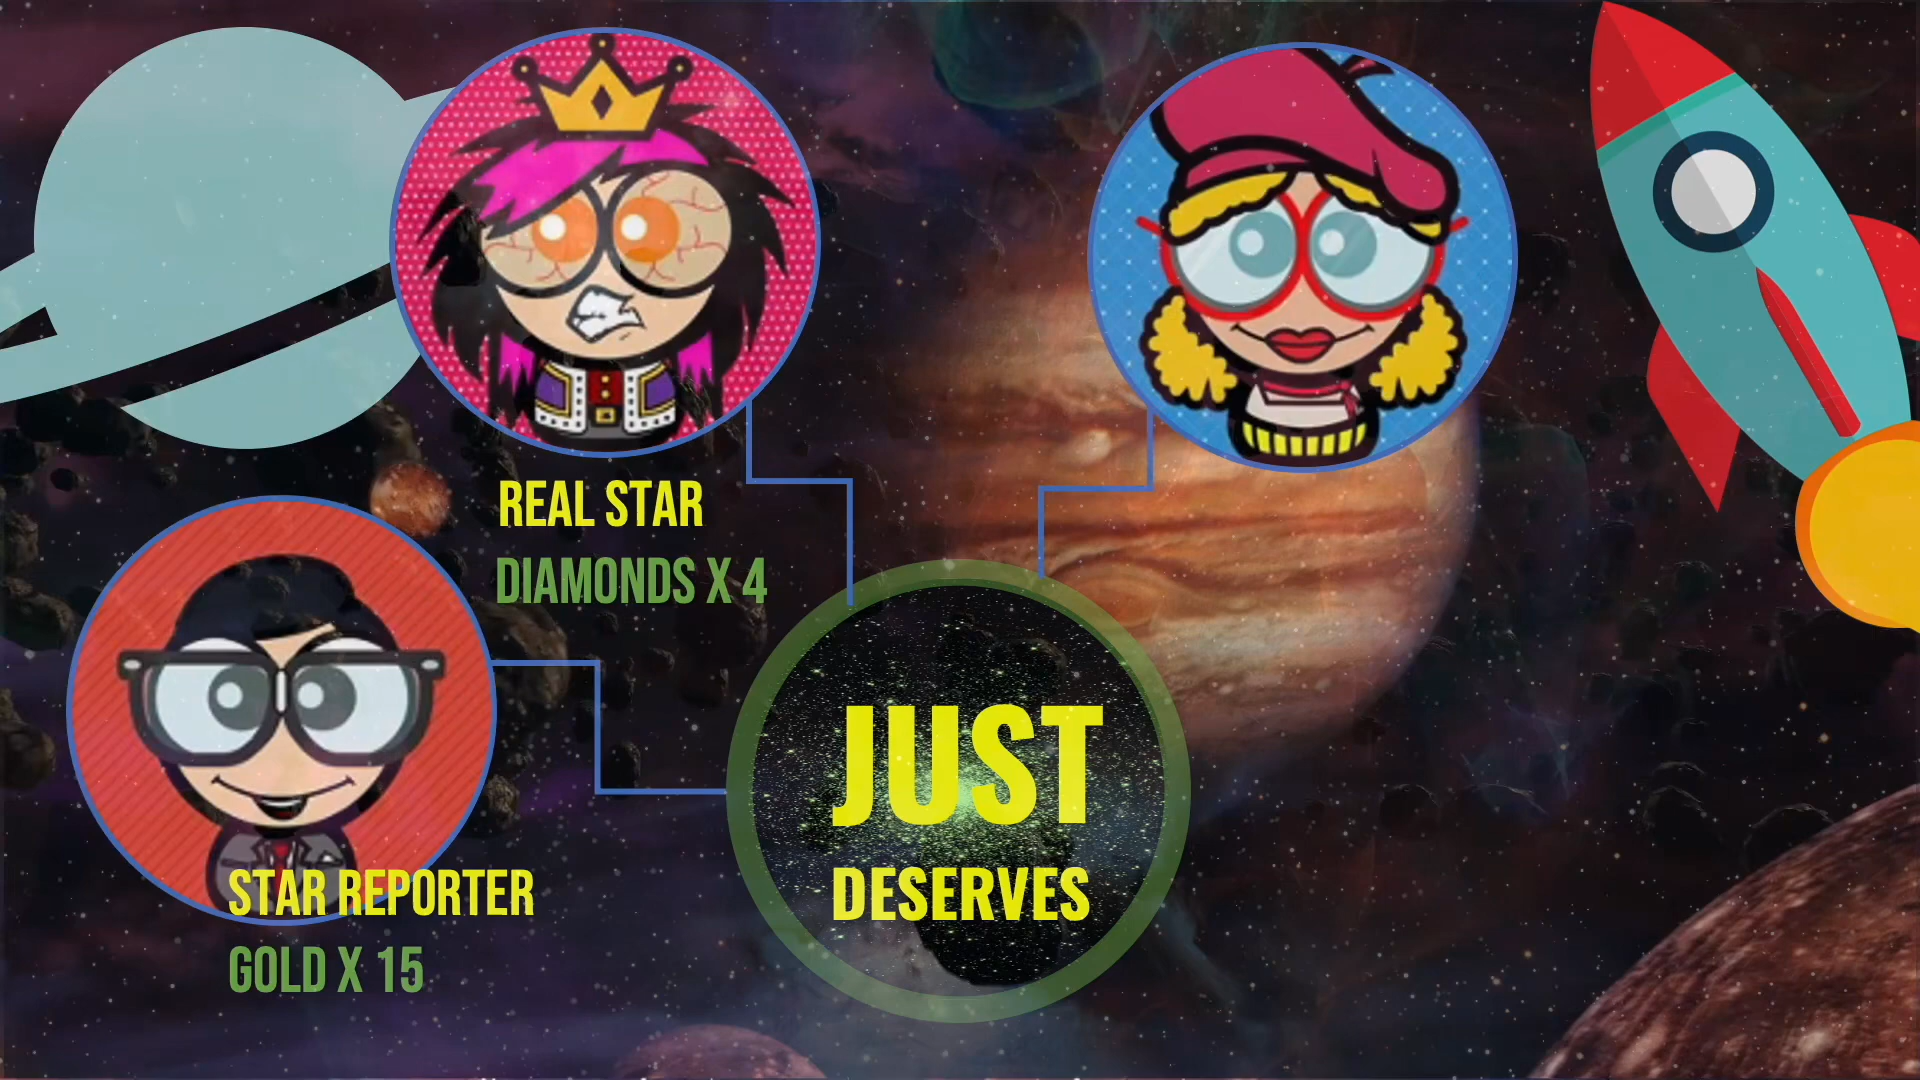 REAL STAR
DIAMONDS X 4
STAR REPORTER
GOLD X 15
JUST
DESERVES